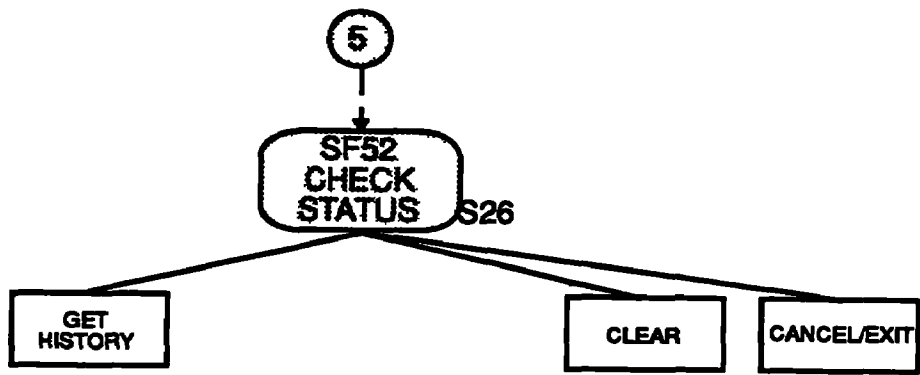 5
SF52
CHECK
STATUS
S26
GET
HISTORY
CLEAR
CANCEL/EXIT